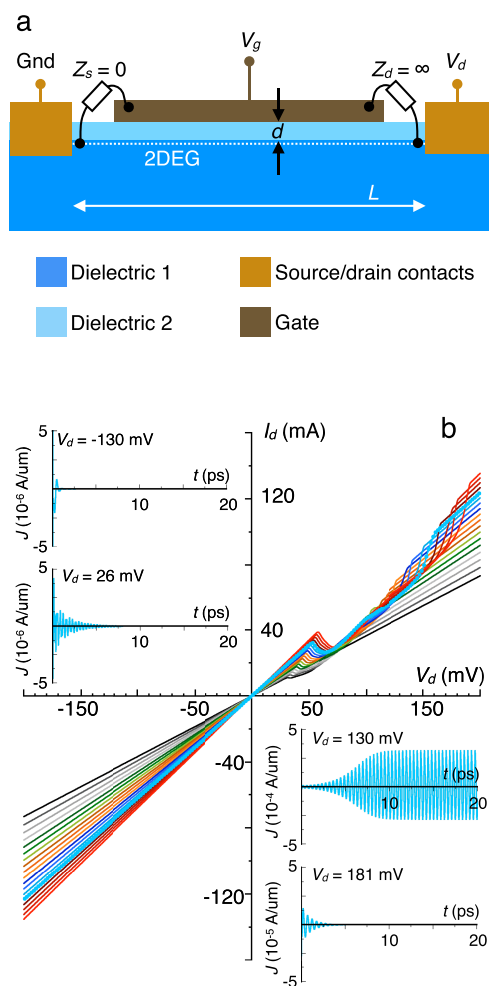 a
V_g
Gnd
Z_s = 0
Z_d = ∞
V_d
d
2DEG
L
Dielectric 1
Source/drain contacts
Dielectric 2
Gate
b
I_d (mA)
5
V_d = -130 mV
t (ps)
10
20
J (10^-6 A/um)
-5
120
5
V_d = 26 mV
t (ps)
10
20
J (10^-6 A/um)
-5
40
V_d (mV)
-150
-50
50
150
-40
-120
5
V_d = 130 mV
t (ps)
10
20
J (10^-4 A/um)
-5
5
V_d = 181 mV
t (ps)
10
20
J (10^-5 A/um)
-5